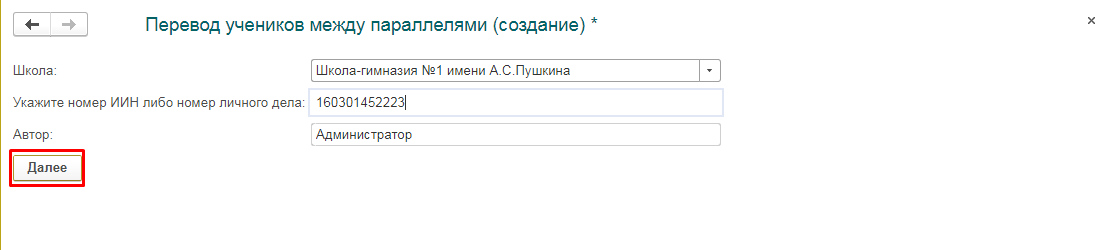 Перевод учеников между параллелями (создание) *
Школа: Школа-гимназия №1 имени А.С.Пушкина
Укажите номер ИИН либо номер личного дела: 160301452223
Автор: Администратор
Далее